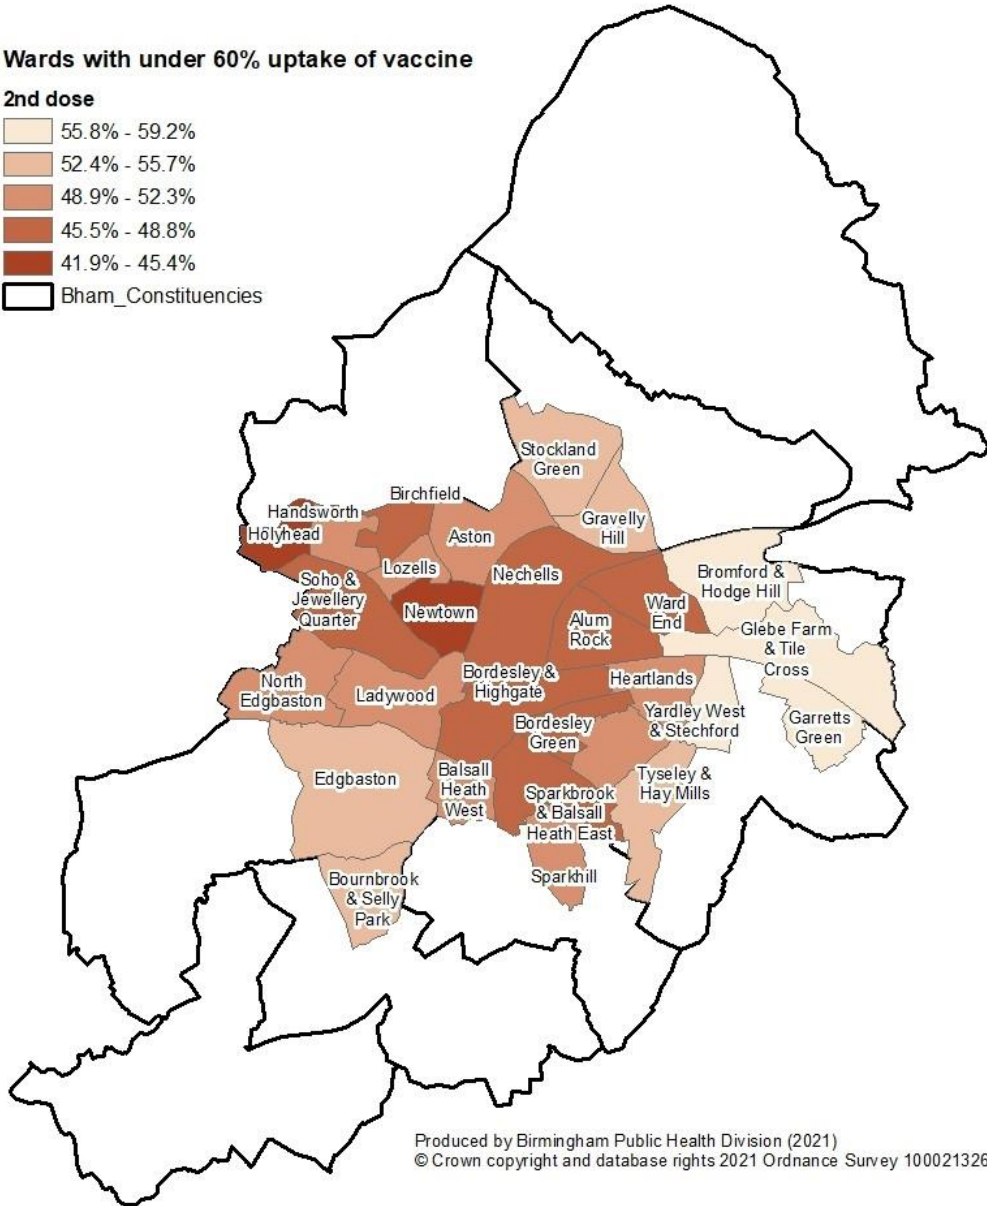 Wards with under 60% uptake of vaccine
2nd dose
55.8% - 59.2%
52.4% - 55.7%
48.9% - 52.3%
45.5% - 48.8%
41.9% - 45.4%
Bham_Constituencies
Stockland
Green
Birchfield
Handsworth
Holyhead
Aston
Gravelly
Hill
Lozells
Nechells
Bromford &
Hodge Hill
Soho &
Jewellery
Quarter
Newtown
Alum
Rock
Ward
End
Glebe Farm
& Tile
Cross
North
Edgbaston
Ladywood
Bordesley &
Highgate
Heartlands
Bordesley
Green
Yardley West
& Stechford
Garretts
Green
Edgbaston
Balsall
Heath
West
Sparkbrook
& Balsall
Heath East
Tyseley &
Hay Mills
Bournbrook
& Selly
Park
Sparkhill
Produced by Birmingham Public Health Division (2021)
© Crown copyright and database rights 2021 Ordnance Survey 100021326